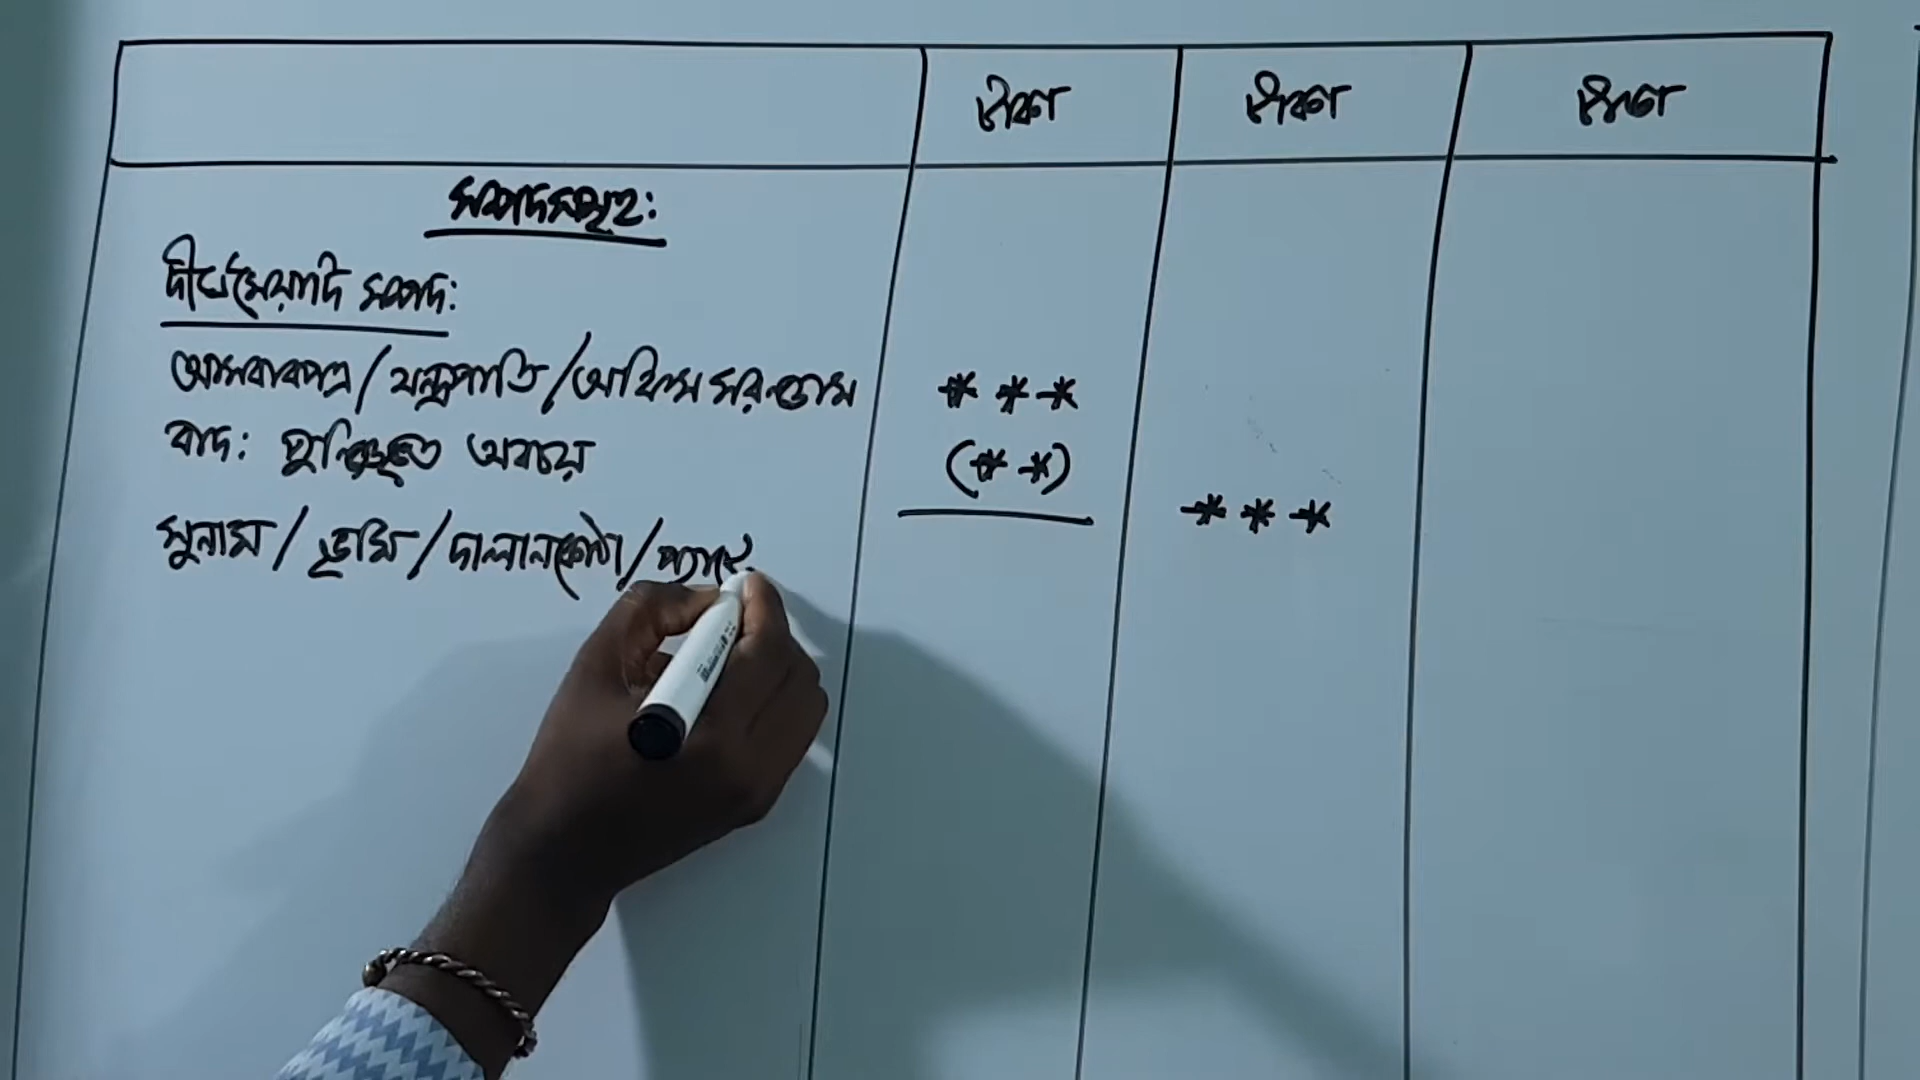 টাকা টাকা টাকা
সম্পদসমূহ:
দীর্ঘমেয়াদি সম্পদ:
আসবাবপত্র/যন্ত্রপাতি/অফিস সরঞ্জাম * * *
বাদ: পুঞ্জিভূত অবচয় (* *)
* * *
সুনাম/ভূমি/দালানকোঠা/